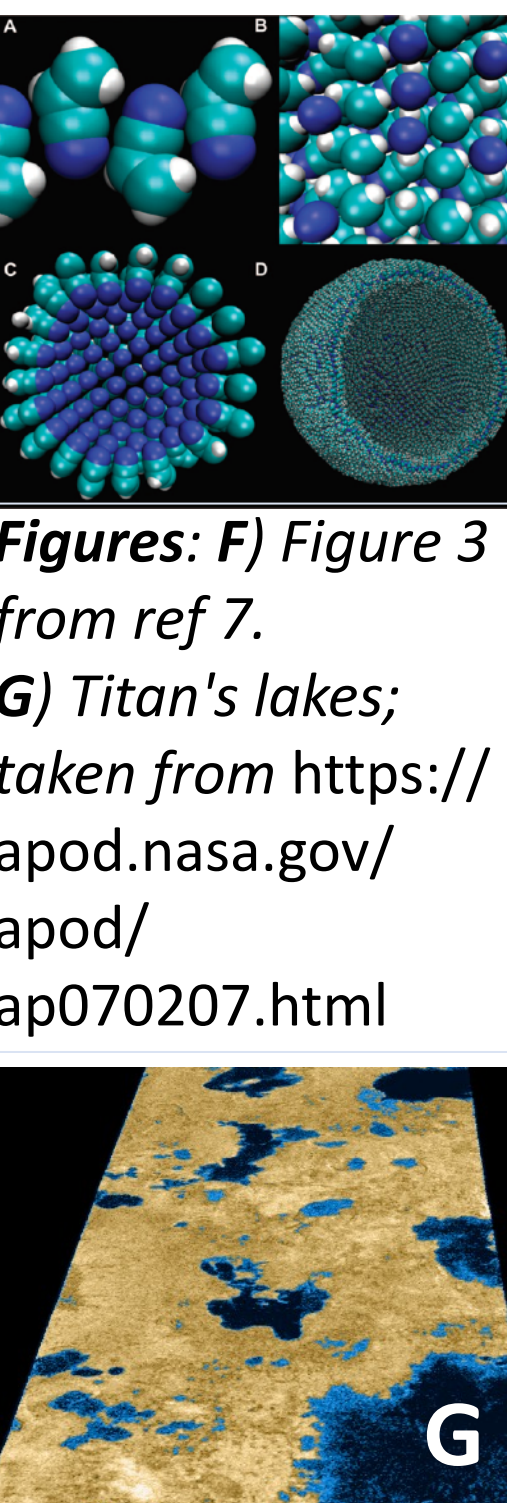 A
B
C
D
Figures: F) Figure 3
from ref 7.
G) Titan's lakes;
taken from https://
apod.nasa.gov/
apod/
ap070207.html
G